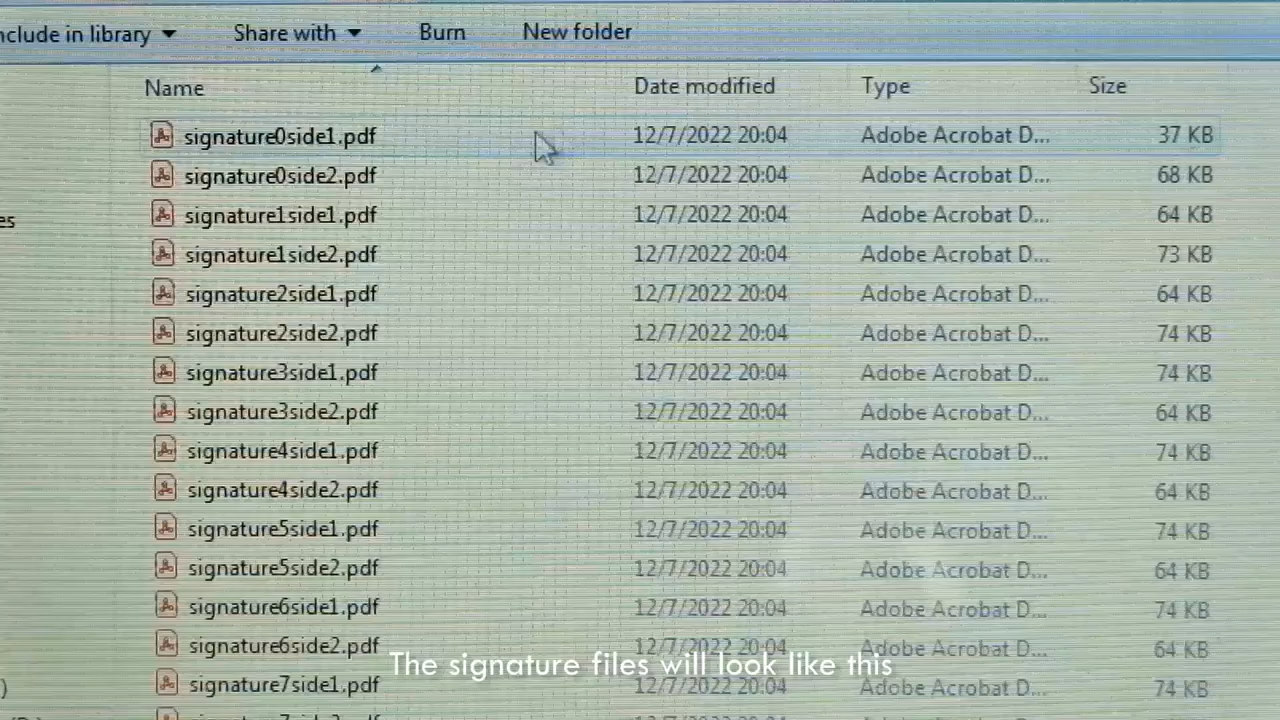 nclude in library Share with Burn New folder
Name Date modified Type Size
signature0side1.pdf 12/7/2022 20:04 Adobe Acrobat D... 37 KB
signature0side2.pdf 12/7/2022 20:04 Adobe Acrobat D... 68 KB
signature1side1.pdf 12/7/2022 20:04 Adobe Acrobat D... 64 KB
es
signature1side2.pdf 12/7/2022 20:04 Adobe Acrobat D... 73 KB
signature2side1.pdf 12/7/2022 20:04 Adobe Acrobat D... 64 KB
signature2side2.pdf 12/7/2022 20:04 Adobe Acrobat D... 74 KB
signature3side1.pdf 12/7/2022 20:04 Adobe Acrobat D... 74 KB
signature3side2.pdf 12/7/2022 20:04 Adobe Acrobat D... 64 KB
signature4side1.pdf 12/7/2022 20:04 Adobe Acrobat D... 74 KB
signature4side2.pdf 12/7/2022 20:04 Adobe Acrobat D... 64 KB
signature5side1.pdf 12/7/2022 20:04 Adobe Acrobat D... 74 KB
signature5side2.pdf 12/7/2022 20:04 Adobe Acrobat D... 64 KB
signature6side1.pdf 12/7/2022 20:04 Adobe Acrobat D... 74 KB
signature6side2.pdf 12/7/2022 20:04 Adobe Acrobat D... 64 KB
The signature files will look like this
signature7side1.pdf 12/7/2022 20:04 Adobe Acrobat D... 74 KB